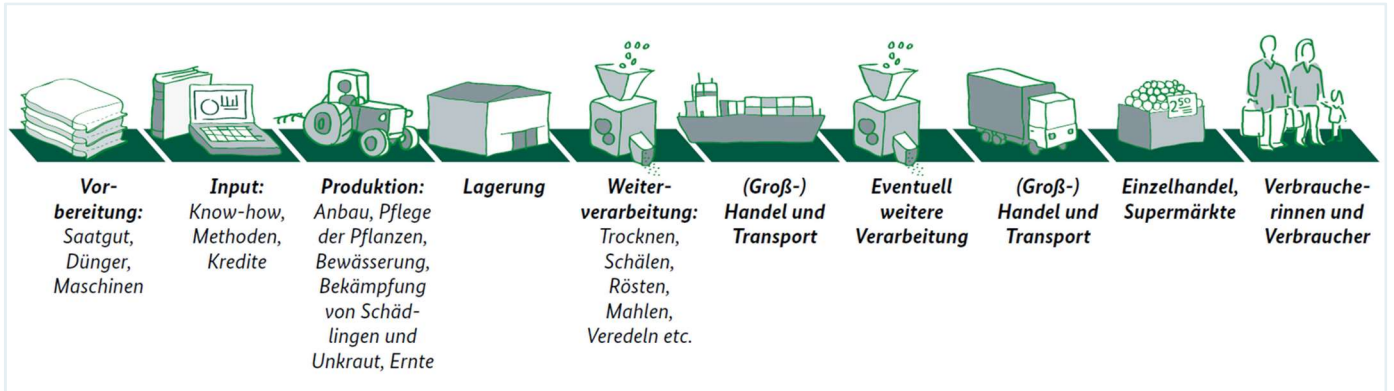 2⁵⁰
Vor-
bereitung:
Saatgut,
Dünger,
Maschinen
Input:
Know-how,
Methoden,
Kredite
Produktion:
Anbau, Pflege
der Pflanzen,
Bewässerung,
Bekämpfung
von Schäd-
lingen und
Unkraut, Ernte
Lagerung
Weiter-
verarbeitung:
Trocknen,
Schälen,
Rösten,
Mahlen,
Veredeln etc.
(Groß-)
Handel und
Transport
Eventuell
weitere
Verarbeitung
(Groß-)
Handel und
Transport
Einzelhandel,
Supermärkte
Verbrauche-
rinnen und
Verbraucher